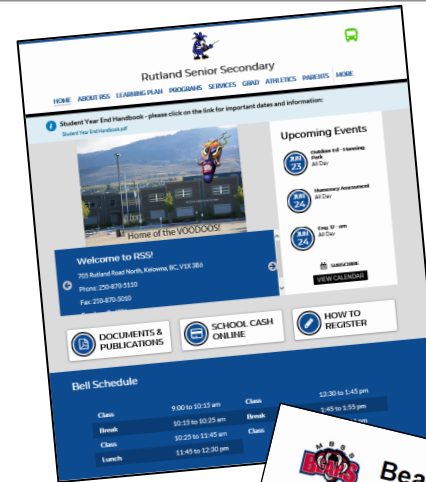 Rutland Senior Secondary
HOME ABOUT RSS LEARNING PLAN PROGRAMS SERVICES GRAD ATHLETICS PARENTS MORE
Student Year End Handbook - please click on the link for important dates and information:
Student Year End Handbook.pdf
Home of the VOODOOS!
Welcome to RSS!
705 Rutland Road North, Kelowna, BC, V1X 3B6
Phone: 250-870-5110
Fax: 250-870-5010
Upcoming Events
JUN
23
Outdoor Ed - Manning
Park
All Day
JUN
24
Numeracy Assessment
All Day
JUN
24
Eng. 12 - am
All Day
SUBSCRIBE
VIEW CALENDAR
DOCUMENTS &
PUBLICATIONS
SCHOOL CASH
ONLINE
HOW TO
REGISTER
Bell Schedule
Class 9:00 to 10:15 am
Break 10:15 to 10:25 am
Class 10:25 to 11:45 am
Lunch 11:45 to 12:30 pm
Class 12:30 to 1:45 pm
Break 1:45 to 1:55 pm
Class
MBSS
BEARS
Bea